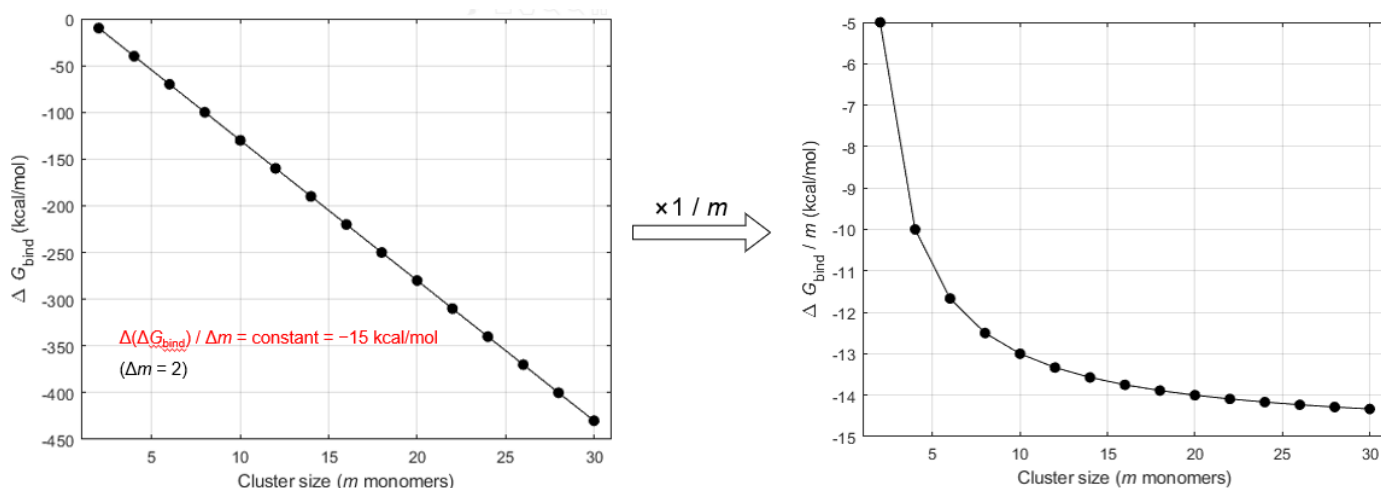 0
-50
-100
-150
-200
-250
-300
-350
-400
-450
Δ G bind (kcal/mol)
Δ(ΔGbind) / Δm = constant = −15 kcal/mol
(Δm = 2)
5 10 15 20 25 30
Cluster size (m monomers)
×1 / m
-5
-6
-7
-8
-9
-10
-11
-12
-13
-14
-15
Δ G bind / m (kcal/mol)
5 10 15 20 25 30
Cluster size (m monomers)